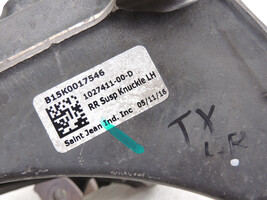 B15K0017546
1027411-00-D
RR Susp Knuckle LH
Saint Jean Ind. Inc 05/11/16
TX
L-R